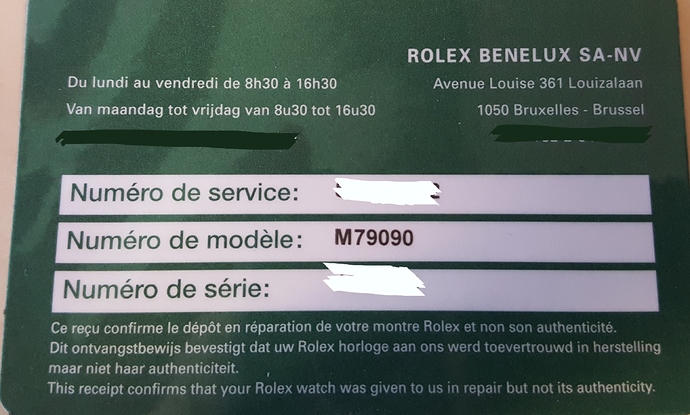 ROLEX BENELUX SA-NV
Du lundi au vendredi de 8h30 à 16h30
Avenue Louise 361 Louizalaan
Van maandag tot vrijdag van 8u30 tot 16u30
1050 Bruxelles - Brussel
Numéro de service:
Numéro de modèle: M79090
Numéro de série:
Ce reçu confirme le dépôt en réparation de votre montre Rolex et non son authenticité.
Dit ontvangstbewijs bevestigt dat uw Rolex horloge aan ons werd toevertrouwd in herstelling
maar niet haar authenticiteit.
This receipt confirms that your Rolex watch was given to us in repair but not its authenticity.